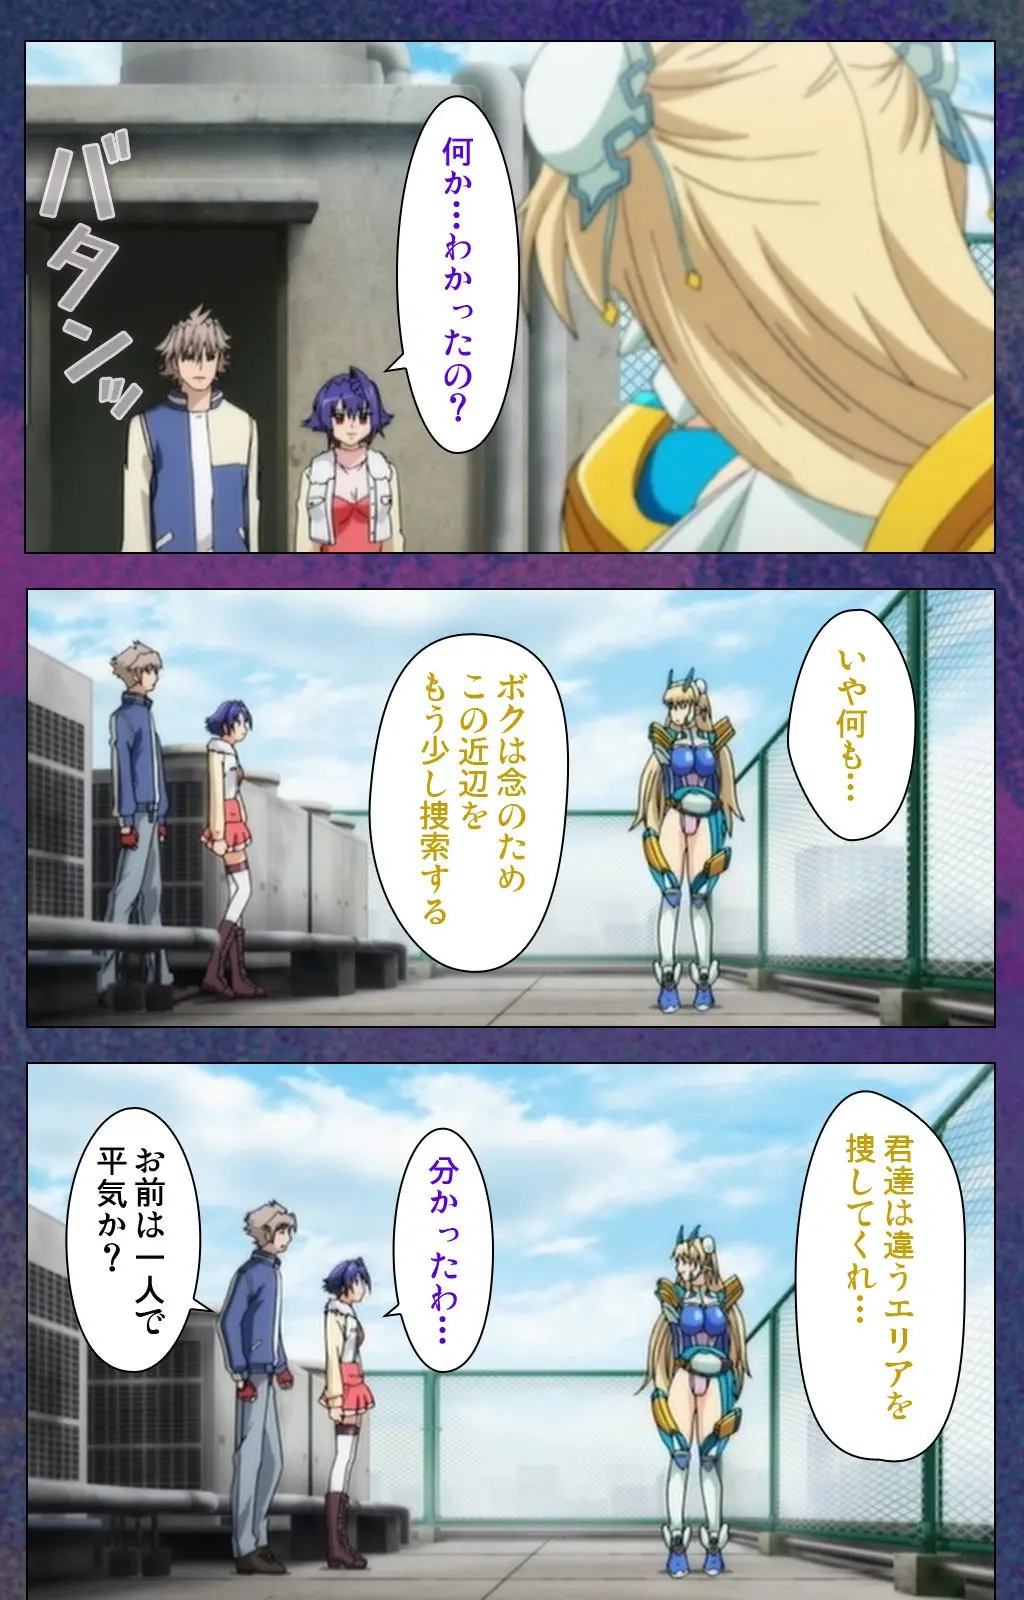 バタンッ
何か…わかったの？
いや何も…
ボクは念のため
この近辺を
もう少し捜索する
君達は違うエリアを
捜してくれ…
分かったわ…
お前は一人で
平気か？